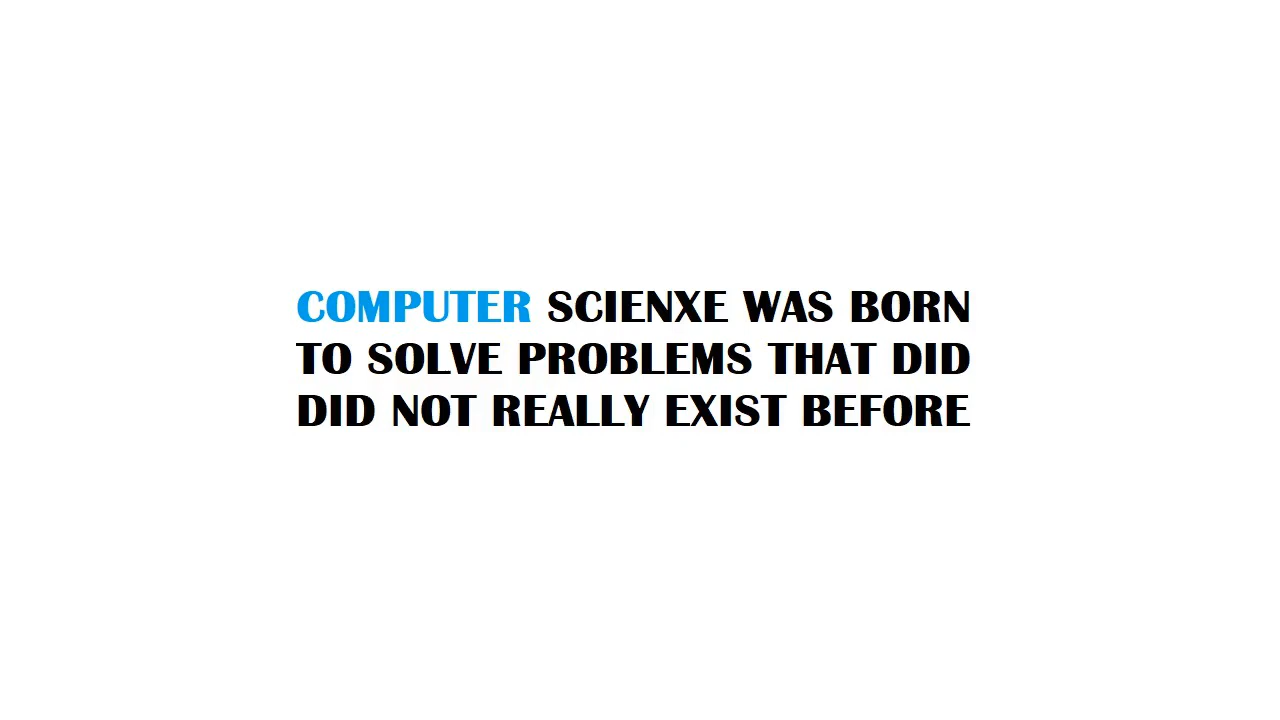 COMPUTER SCIENXE WAS BORN
TO SOLVE PROBLEMS THAT DID
DID NOT REALLY EXIST BEFORE